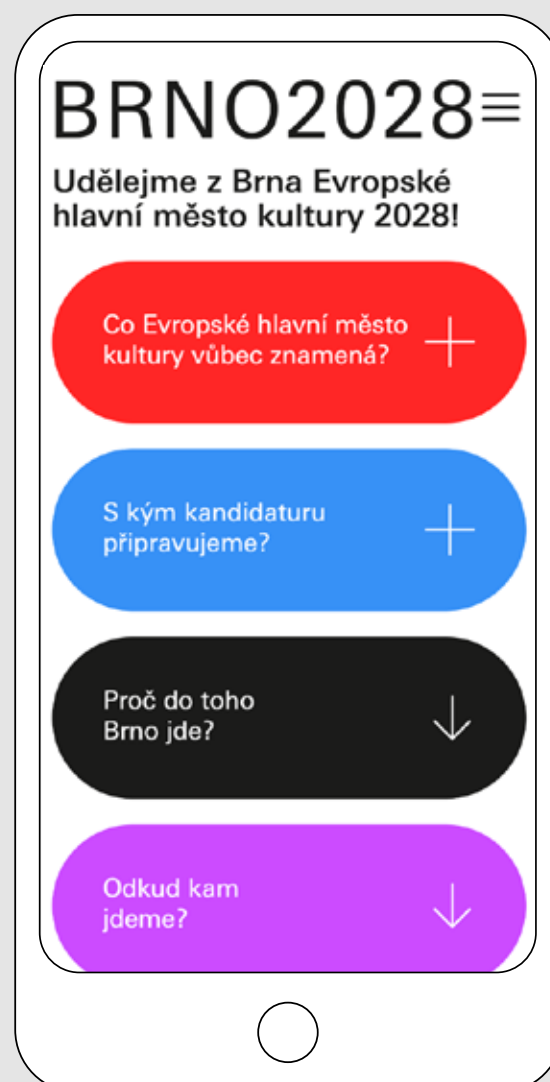 BRNO2028
Udělejme z Brna Evropské
hlavní město kultury 2028!
Co Evropské hlavní město
kultury vůbec znamená?
S kým kandidaturu
připravujeme?
Proč do toho
Brno jde?
Odkud kam
jdeme?